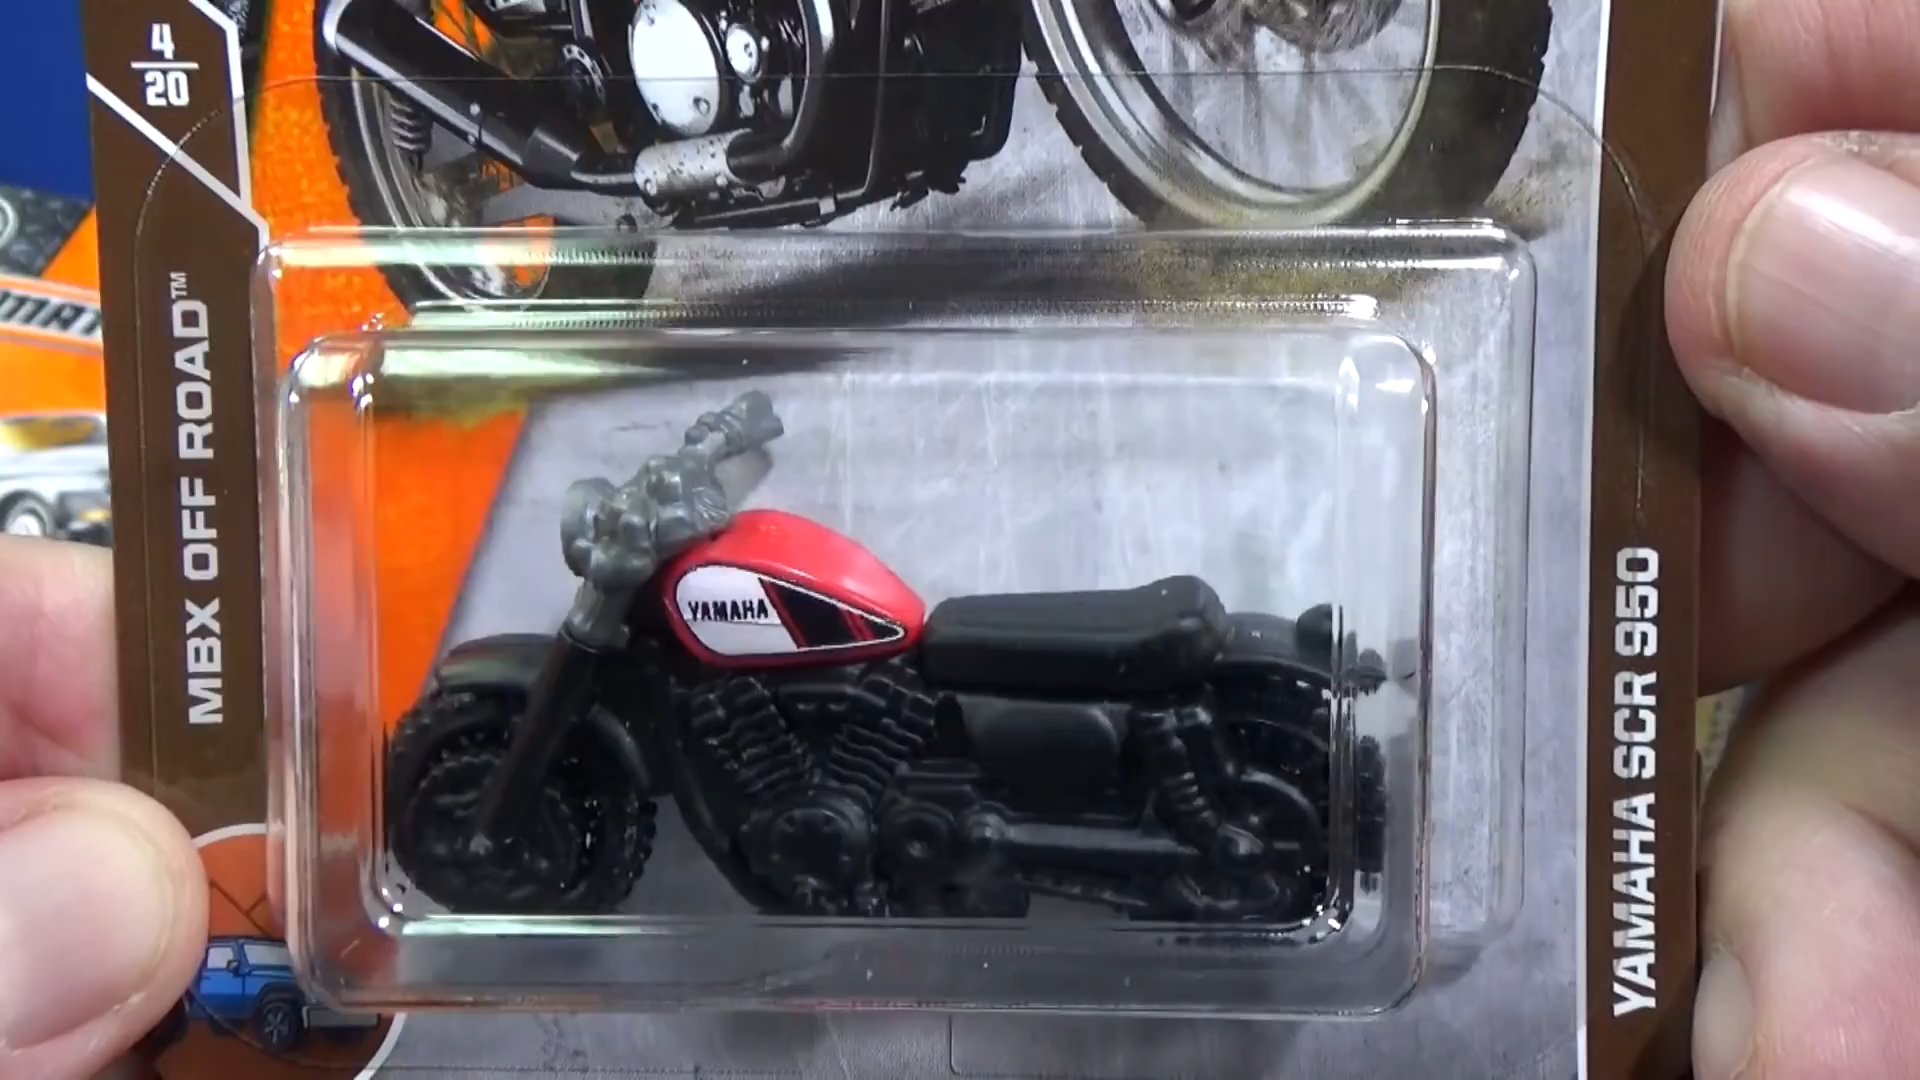 4
20
MBX OFF ROAD™
YAMAHA
YAMAHA SCR 950